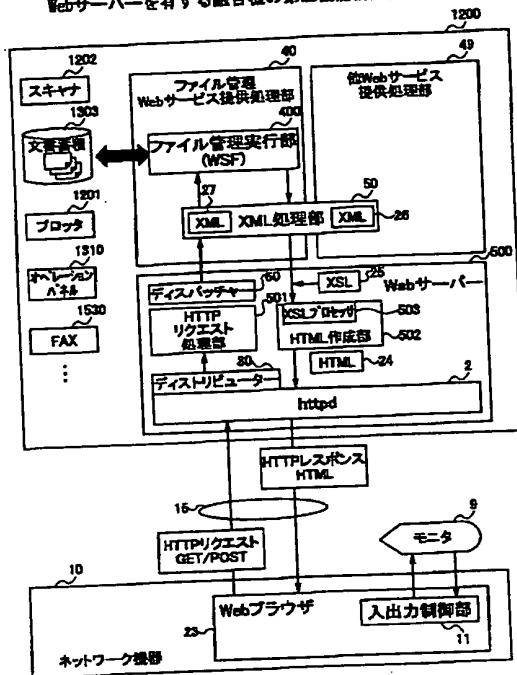 Webサーバーを有する融合機の
1200
1202
スキャナ
1303
文書蓄積
1201
プロッタ
1310
オペレーション
パネル
1530
FAX
⋮
40
ファイル管理
Webサービス提供処理部
400
ファイル管理実行部
(WSF)
49
他Webサービス
提供処理部
27
XML
XML処理部
50
XML
26
500
ディスパッチャ
60
XSL
25
Webサーバー
501
HTTP
リクエスト
処理部
XSLプロセッサ
503
HTML作成部
502
HTML
24
ディストリビューター
30
2
httpd
HTTPレスポンス
HTML
15
HTTPリクエスト
GET/POST
9
モニタ
10
Webブラウザ
23
入出力制御部
11
ネットワーク機器